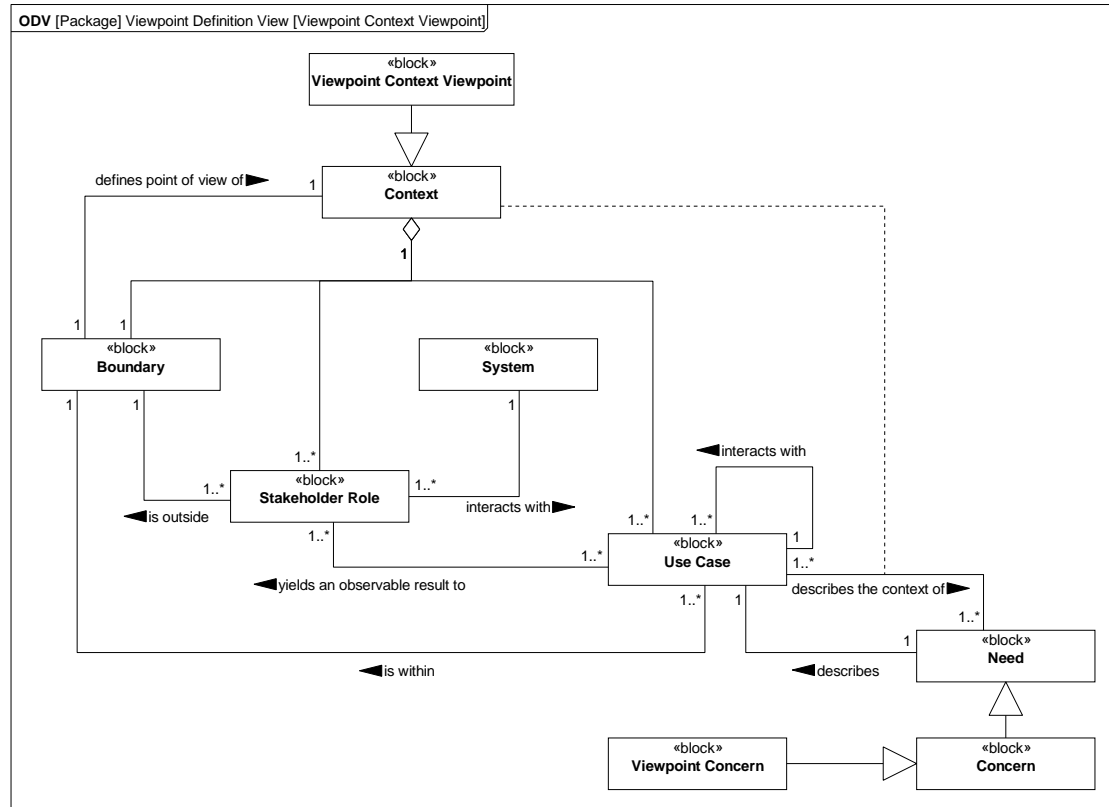 ODV [Package] Viewpoint Definition View [Viewpoint Context Viewpoint]
«block»
Viewpoint Context Viewpoint
defines point of view of
1
«block»
Context
1
1
1
«block»
Boundary
«block»
System
1
1
1
1..*
interacts with
1..*
«block»
Stakeholder Role
1..*
is outside
interacts with
1..*
1..*
1..*
1
1..*
«block»
Use Case
1..*
yields an observable result to
describes the context of
1..*
1
1..*
1
«block»
Need
is within
describes
«block»
Viewpoint Concern
«block»
Concern